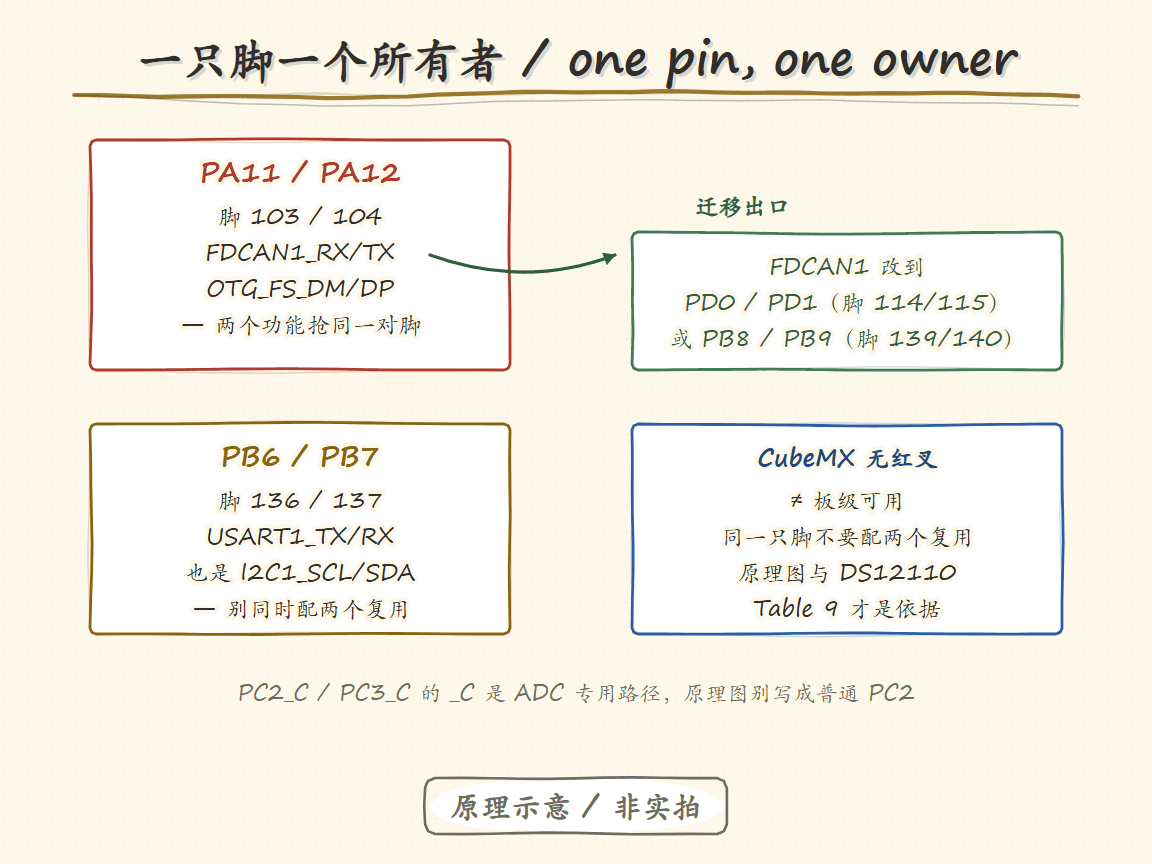 一只脚一个所有者 / one pin, one owner
PA11 / PA12
脚 103 / 104
FDCAN1_RX/TX
OTG_FS_DM/DP
— 两个功能抢同一对脚
迁移出口
FDCAN1 改到
PD0 / PD1（脚 114/115）
或 PB8 / PB9（脚 139/140）
PB6 / PB7
脚 136 / 137
USART1_TX/RX
也是 I2C1_SCL/SDA
— 别同时配两个复用
CubeMX 无红叉
≠ 板级可用
同一只脚不要配两个复用
原理图与 DS12110
Table 9 才是依据
PC2_C / PC3_C 的 _C 是 ADC 专用路径，原理图别写成普通 PC2
原理示意 / 非实拍